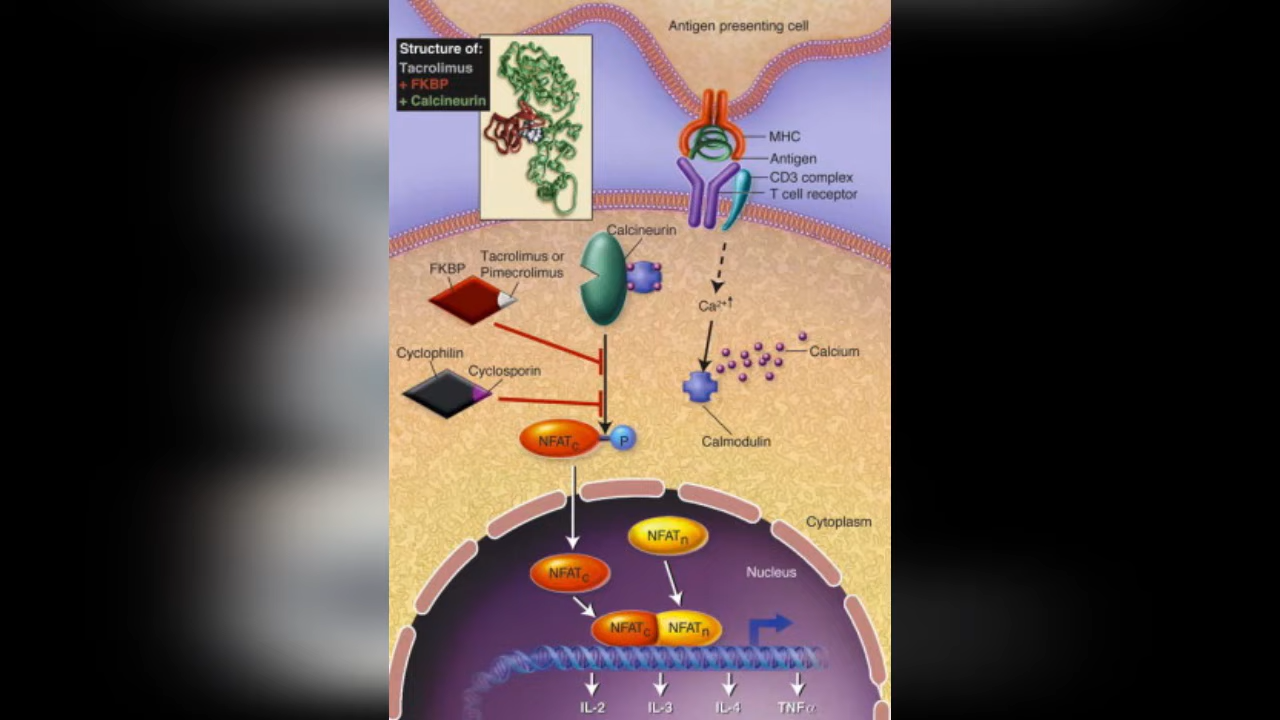 Antigen presenting cell
Structure of:
Tacrolimus
+ FKBP
+ Calcineurin
MHC
Antigen
CD3 complex
T cell receptor
Calcineurin
Tacrolimus or
Pimecrolimus
FKBP
Ca²⁺↑
Cyclophilin
Cyclosporin
Calcium
NFATc
P
Calmodulin
Cytoplasm
NFATn
NFATc
Nucleus
NFATc
NFATn
IL-2
IL-3
IL-4
TNFα